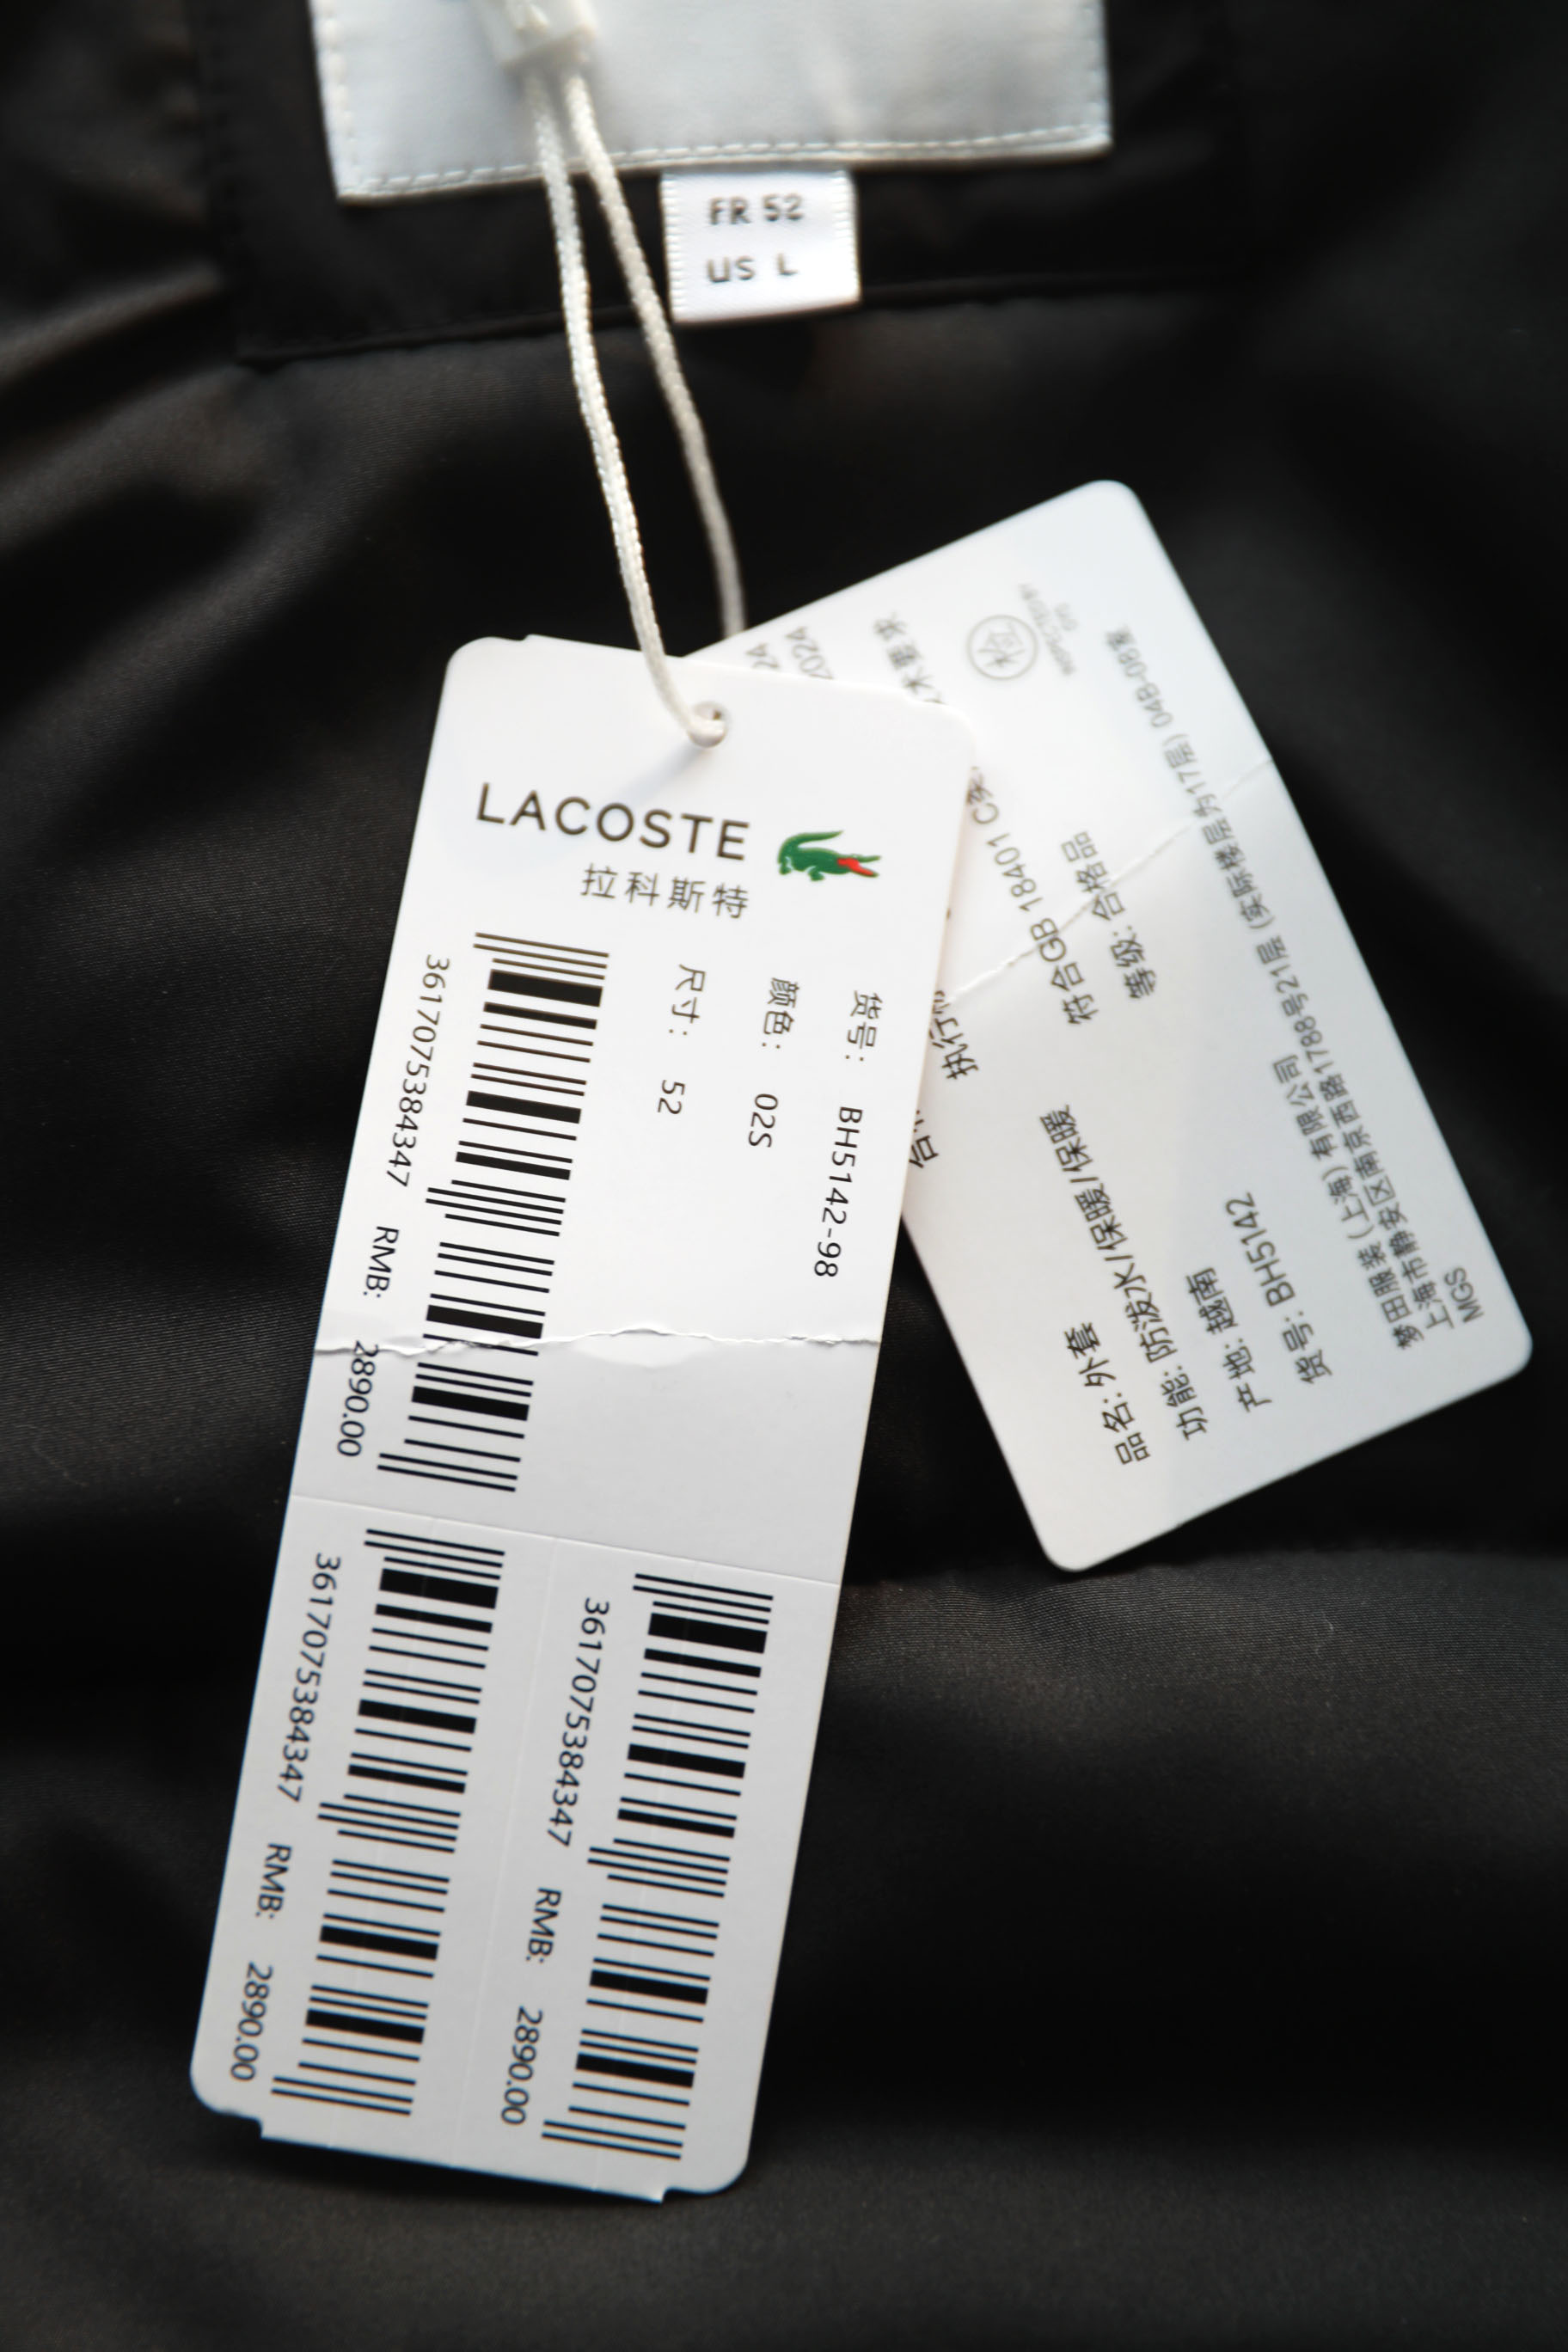 FR 52
US L
LACOSTE
拉科斯特
货号: BH5142-98
颜色: 02S
尺寸: 52
3617075384347 RMB: 2890.00
3617075384347 RMB: 2890.00
3617075384347 RMB: 2890.00
24
2024
检
执行
符合GB 18401 C类
等级: 合格品
品名: 外套
功能: 防泼水/保暖/保暖
产地: 越南
货号: BH5142
梦田服装 (上海) 有限公司
上海市静安区南京西路1788号21层 (实际楼层为17层) 04B-08室
MGS